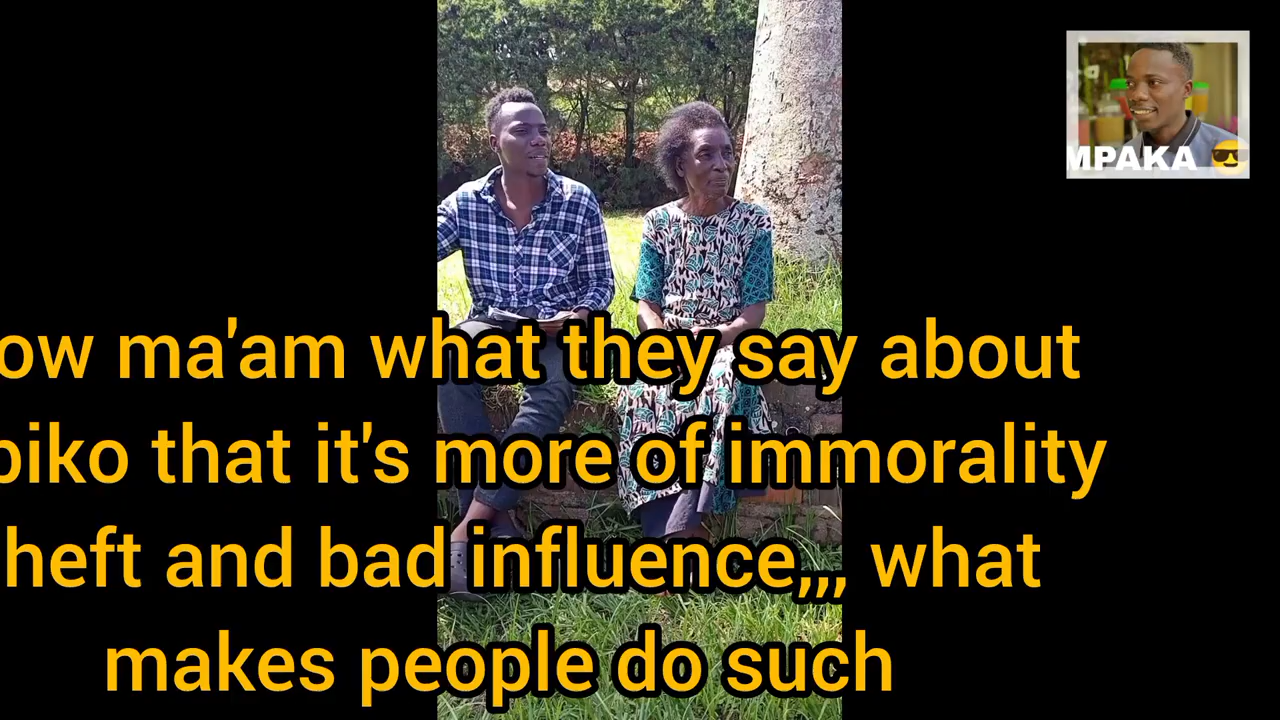 MPAKA
ow ma'am what they say about
piko that it's more of immorality
heft and bad influence,,, what
makes people do such